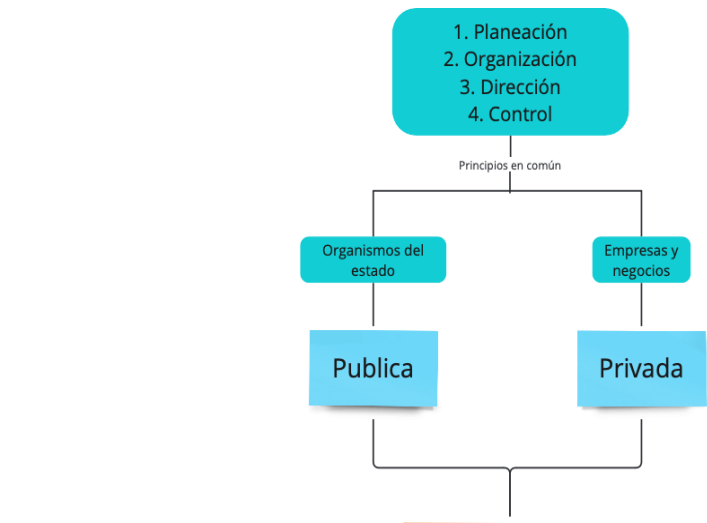 1. Planeación
2. Organización
3. Dirección
4. Control
Principios en común
Organismos del
estado
Empresas y
negocios
Publica
Privada